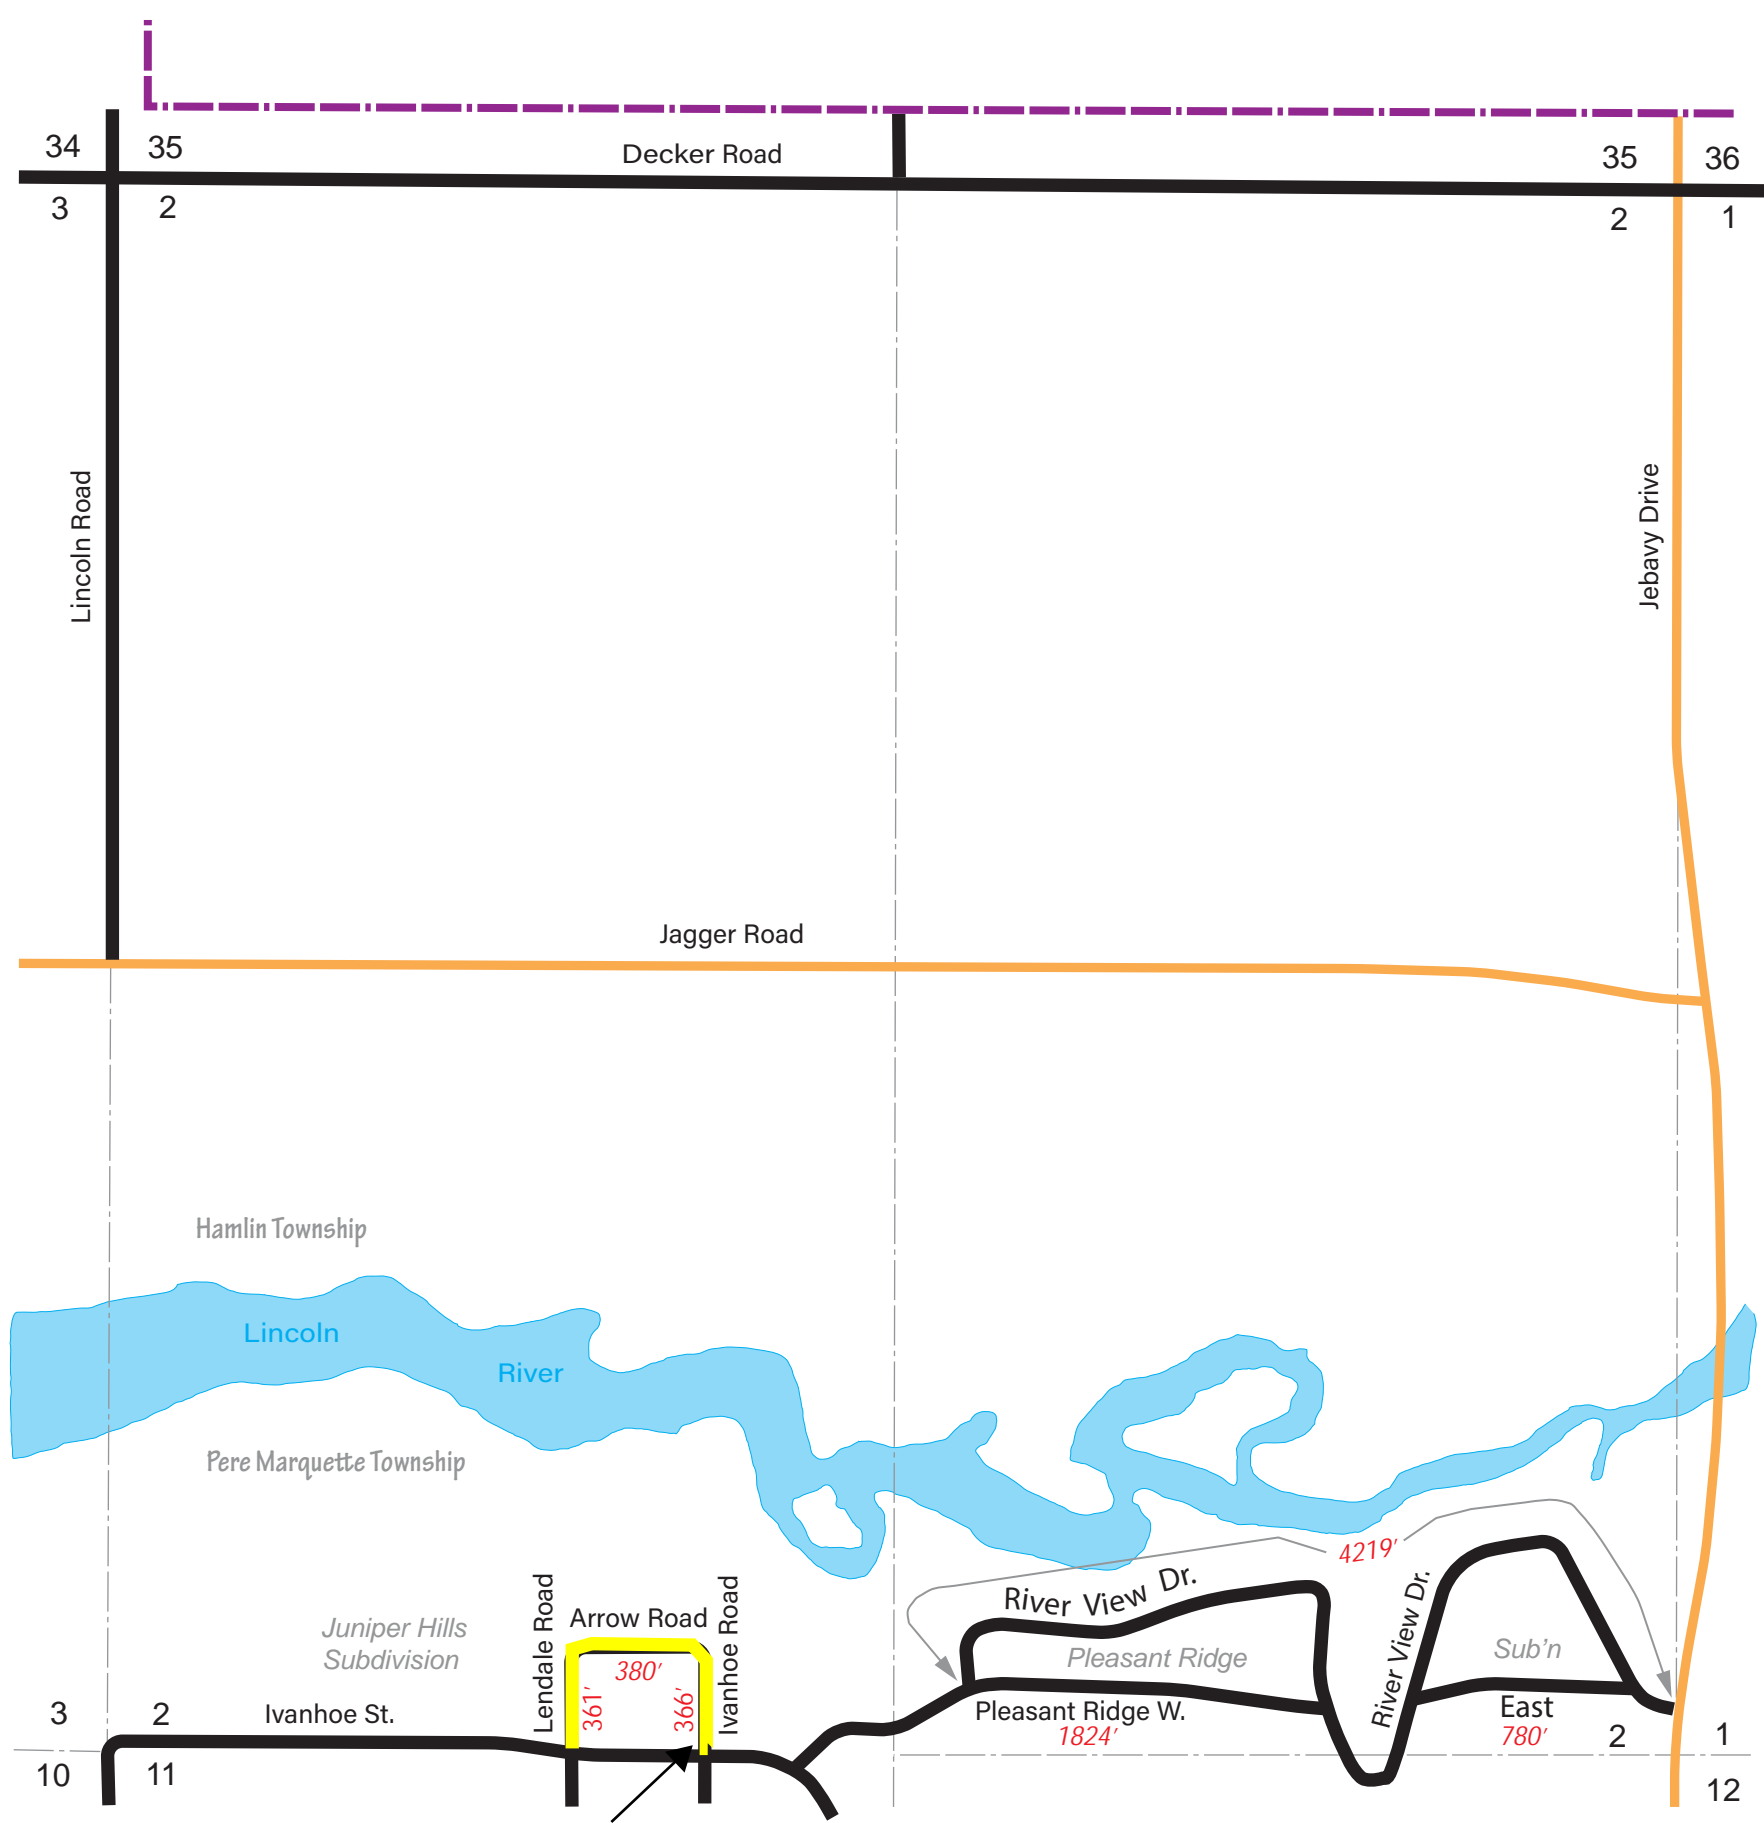 34
35
Decker Road
35
36
3
2
2
1
Lincoln Road
Jebavy Drive
Jagger Road
Hamlin Township
Lincoln
River
Pere Marquette Township
4219'
River View Dr.
River View Dr.
Juniper Hills
Subdivision
Lendale Road
Arrow Road
Ivanhoe Road
380'
361'
366'
Pleasant Ridge
Sub'n
3
2
Ivanhoe St.
Pleasant Ridge W.
1824'
East
780'
2
1
10
11
12